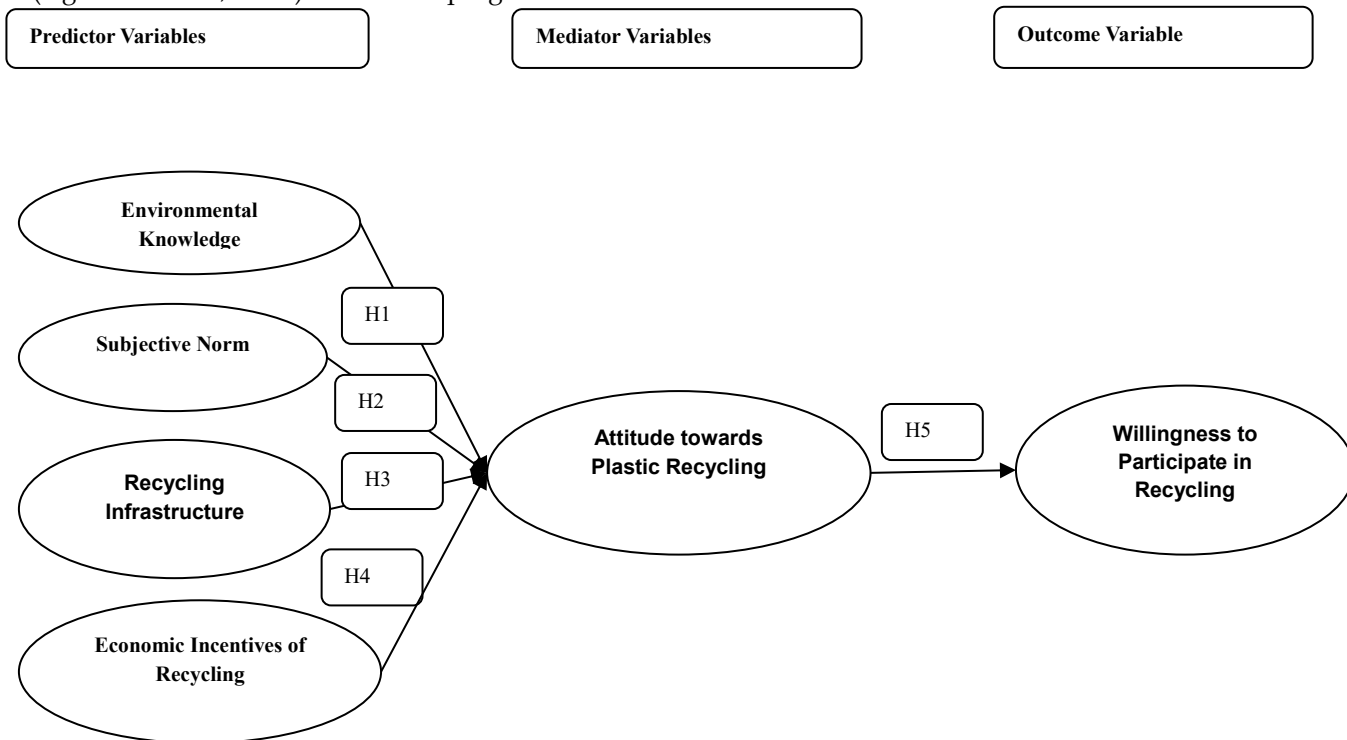 Predictor Variables
Mediator Variables
Outcome Variable
Environmental
Knowledge
H1
Subjective Norm
H2
Attitude towards
Plastic Recycling
H5
Willingness to
Participate in
Recycling
Recycling
Infrastructure
H3
H4
Economic Incentives of
Recycling